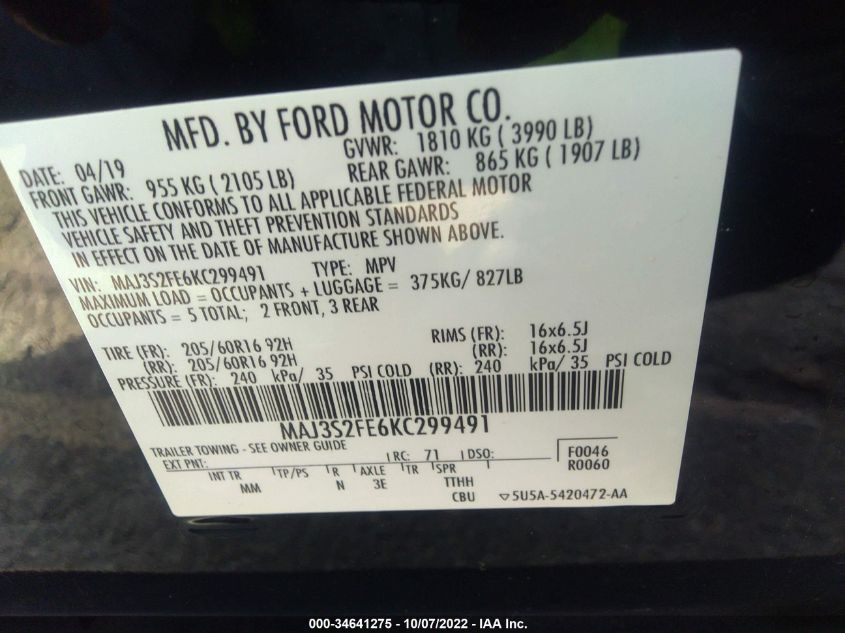 MFD. BY FORD MOTOR CO.
DATE: 04/19 GVWR: 1810 KG ( 3990 LB)
FRONT GAWR: 955 KG ( 2105 LB) REAR GAWR: 865 KG ( 1907 LB)
THIS VEHICLE CONFORMS TO ALL APPLICABLE FEDERAL MOTOR
VEHICLE SAFETY AND THEFT PREVENTION STANDARDS
IN EFFECT ON THE DATE OF MANUFACTURE SHOWN ABOVE.
VIN: MAJ3S2FE6KC299491 TYPE: MPV
MAXIMUM LOAD = OCCUPANTS + LUGGAGE = 375KG/ 827LB
OCCUPANTS = 5 TOTAL; 2 FRONT, 3 REAR
TIRE (FR): 205/60R16 92H RIMS (FR): 16x6.5J
(RR): 205/60R16 92H (RR): 16x6.5J
PRESSURE (FR): 240 kPa/ 35 PSI COLD (RR): 240 kPa/ 35 PSI COLD
MAJ3S2FE6KC299491
TRAILER TOWING - SEE OWNER GUIDE
EXT PNT: RC: 71 DSO: F0046
R0060
INT TR TP/PS R AXLE TR SPR
MM N 3E TTHH
CBU 5U5A-5420472-AA
000-34641275 - 10/07/2022 - IAA Inc.